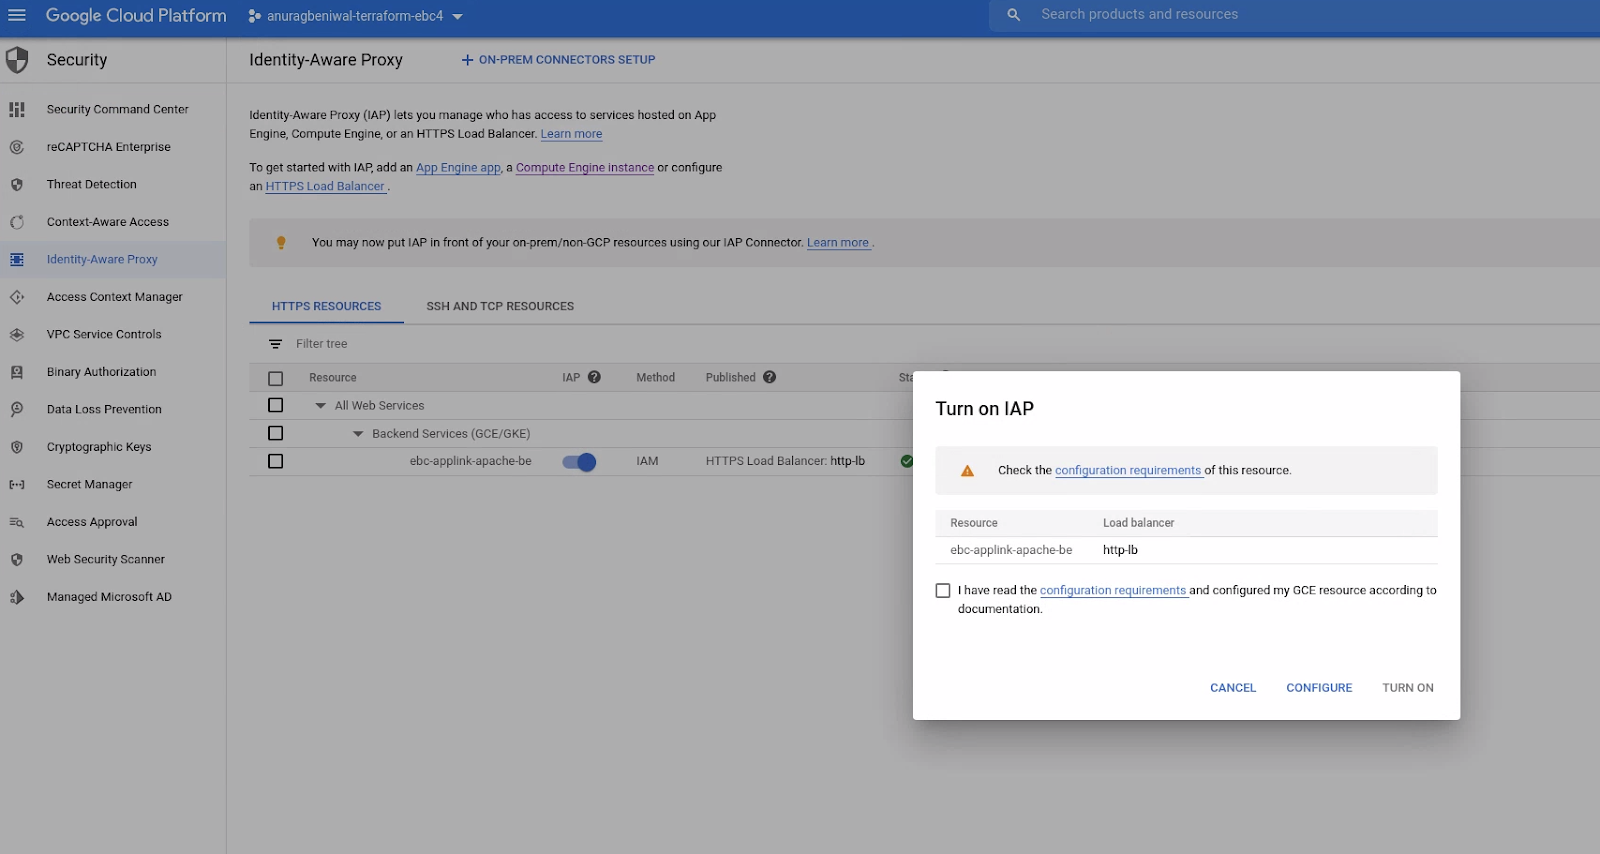 Google Cloud Platform
anuragbeniwal-terraform-ebc4
Search products and resources
Security
Identity-Aware Proxy
ON-PREM CONNECTORS SETUP
Security Command Center
reCAPTCHA Enterprise
Threat Detection
Context-Aware Access
Identity-Aware Proxy
Access Context Manager
VPC Service Controls
Binary Authorization
Data Loss Prevention
Cryptographic Keys
Secret Manager
Access Approval
Web Security Scanner
Managed Microsoft AD
Identity-Aware Proxy (IAP) lets you manage who has access to services hosted on App
Engine, Compute Engine, or an HTTPS Load Balancer. Learn more
To get started with IAP, add an App Engine app, a Compute Engine instance or configure
an HTTPS Load Balancer .
You may now put IAP in front of your on-prem/non-GCP resources using our IAP Connector. Learn more .
HTTPS RESOURCES
SSH AND TCP RESOURCES
Filter tree
Resource IAP Method Published
All Web Services
Backend Services (GCE/GKE)
ebc-applink-apache-be IAM HTTPS Load Balancer: http-lb
Turn on IAP
Check the configuration requirements of this resource.
Resource Load balancer
ebc-applink-apache-be http-lb
I have read the configuration requirements and configured my GCE resource according to
documentation.
CANCEL CONFIGURE TURN ON